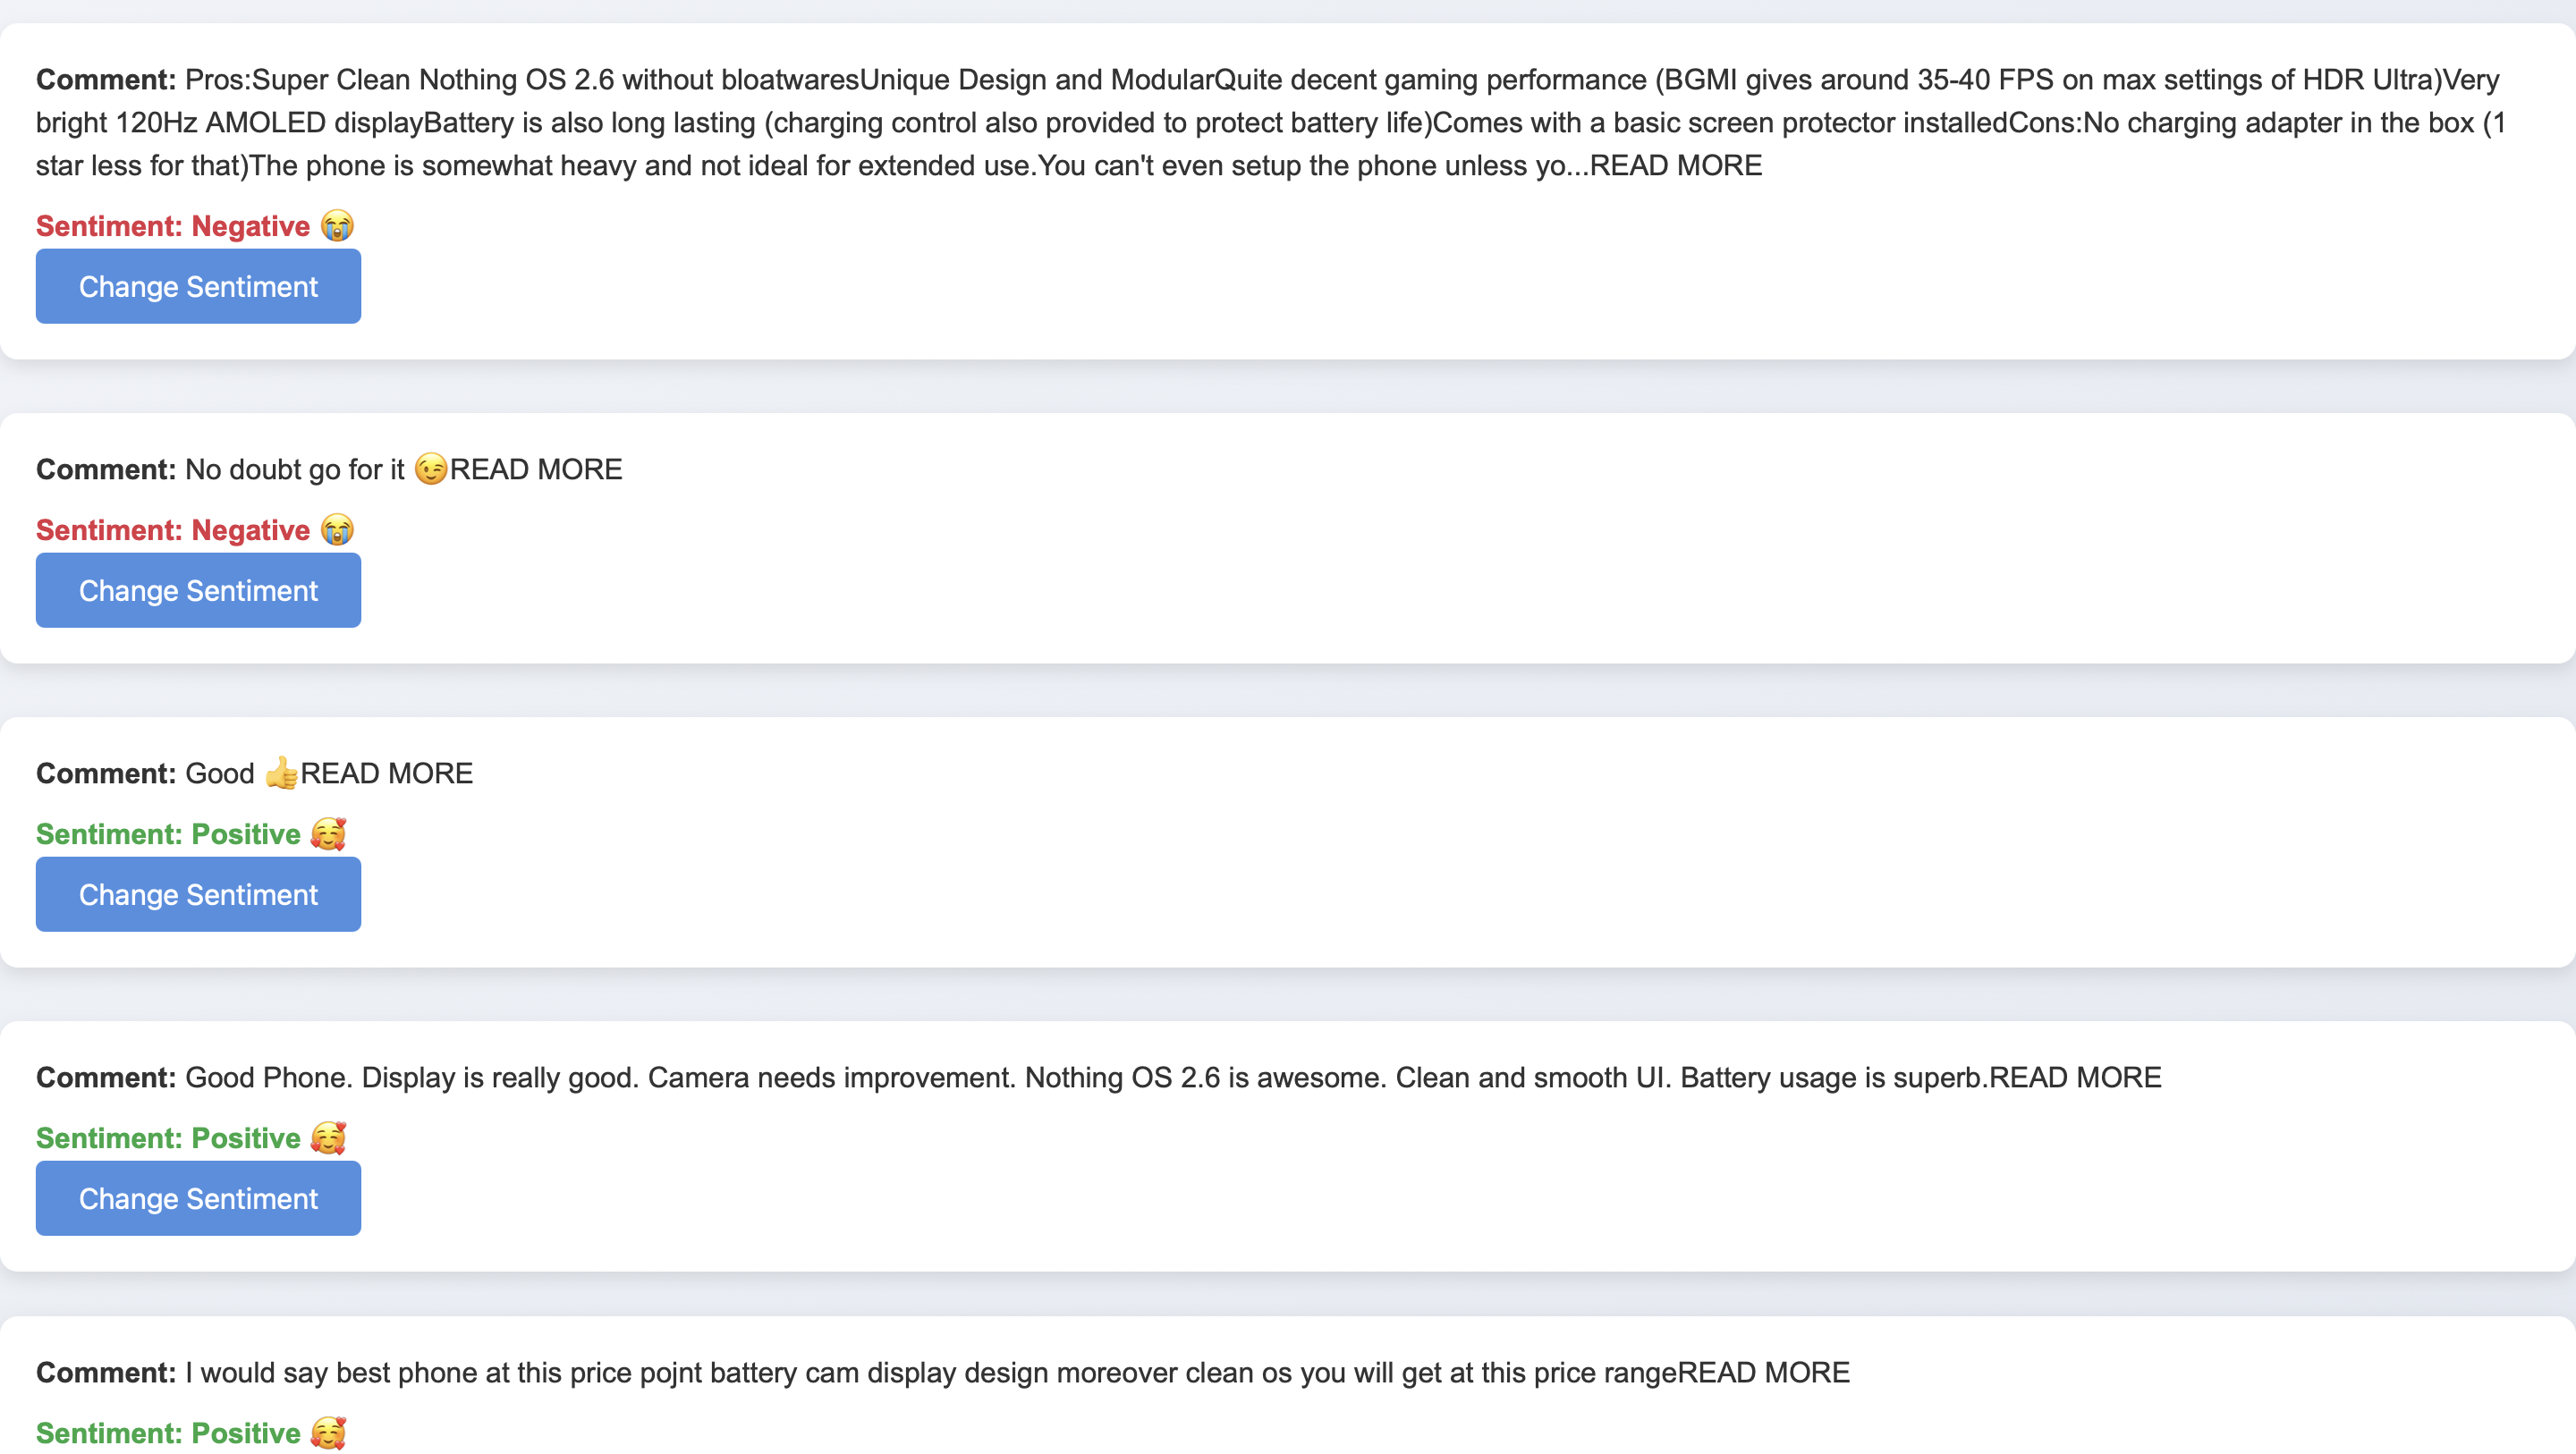 Comment: Pros:Super Clean Nothing OS 2.6 without bloatwaresUnique Design and ModularQuite decent gaming performance (BGMI gives around 35-40 FPS on max settings of HDR Ultra)Very
bright 120Hz AMOLED displayBattery is also long lasting (charging control also provided to protect battery life)Comes with a basic screen protector installedCons:No charging adapter in the box (1
star less for that)The phone is somewhat heavy and not ideal for extended use.You can't even setup the phone unless yo...READ MORE
Sentiment: Negative 😭
Change Sentiment
Comment: No doubt go for it 😉READ MORE
Sentiment: Negative 😭
Change Sentiment
Comment: Good 👍READ MORE
Sentiment: Positive 🥰
Change Sentiment
Comment: Good Phone. Display is really good. Camera needs improvement. Nothing OS 2.6 is awesome. Clean and smooth UI. Battery usage is superb.READ MORE
Sentiment: Positive 🥰
Change Sentiment
Comment: I would say best phone at this price pojnt battery cam display design moreover clean os you will get at this price rangeREAD MORE
Sentiment: Positive 🥰